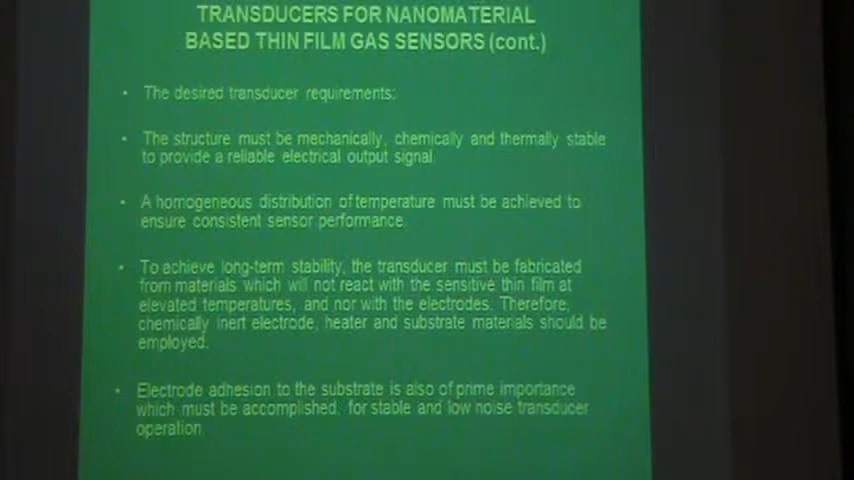 TRANSDUCERS FOR NANOMATERIAL
BASED THIN FILM GAS SENSORS (cont.)
• The desired transducer requirements:
• The structure must be mechanically, chemically and thermally stable
to provide a reliable electrical output signal.
• A homogeneous distribution of temperature must be achieved to
ensure consistent sensor performance.
• To achieve long-term stability, the transducer must be fabricated
from materials which will not react with the sensitive thin film at
elevated temperatures, and nor with the electrodes. Therefore,
chemically inert electrode, heater and substrate materials should be
employed.
• Electrode adhesion to the substrate is also of prime importance
which must be accomplished, for stable and low noise transducer
operation.